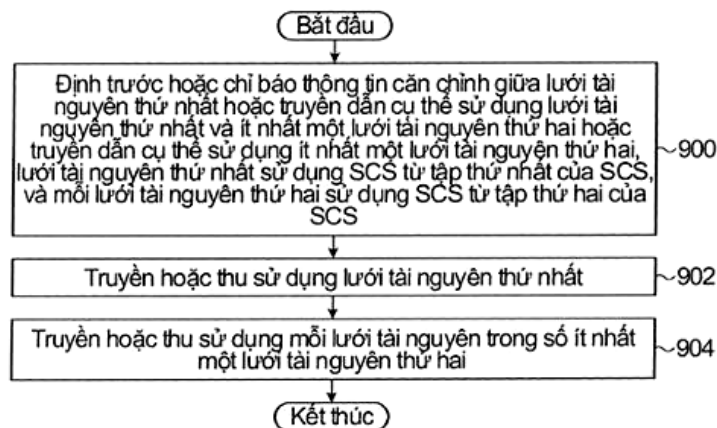 Bắt đầu
Định trước hoặc chỉ báo thông tin căn chỉnh giữa lưới tài
nguyên thứ nhất hoặc truyền dẫn cụ thể sử dụng lưới tài
nguyên thứ nhất và ít nhất một lưới tài nguyên thứ hai hoặc
truyền dẫn cụ thể sử dụng ít nhất một lưới tài nguyên thứ hai,
lưới tài nguyên thứ nhất sử dụng SCS từ tập thứ nhất của SCS,
và mỗi lưới tài nguyên thứ hai sử dụng SCS từ tập thứ hai của
SCS
900
Truyền hoặc thu sử dụng lưới tài nguyên thứ nhất
902
Truyền hoặc thu sử dụng mỗi lưới tài nguyên trong số ít nhất
một lưới tài nguyên thứ hai
904
Kết thúc